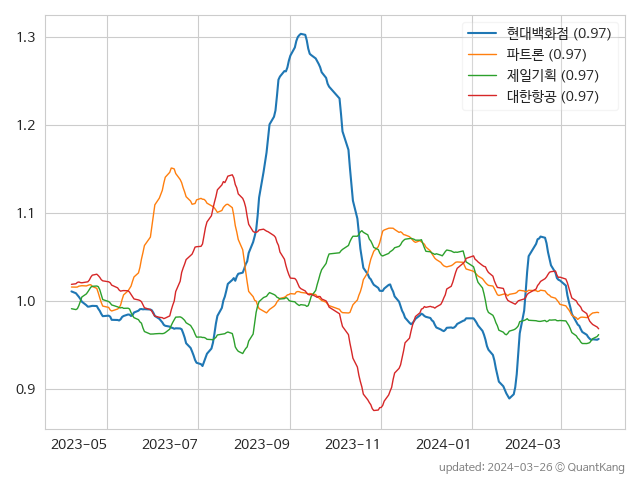 현대백화점 (0.97)
파트론 (0.97)
제일기획 (0.97)
대한항공 (0.97)
1.3
1.2
1.1
1.0
0.9
2023-05 2023-07 2023-09 2023-11 2024-01 2024-03
updated: 2024-03-26 © QuantKang